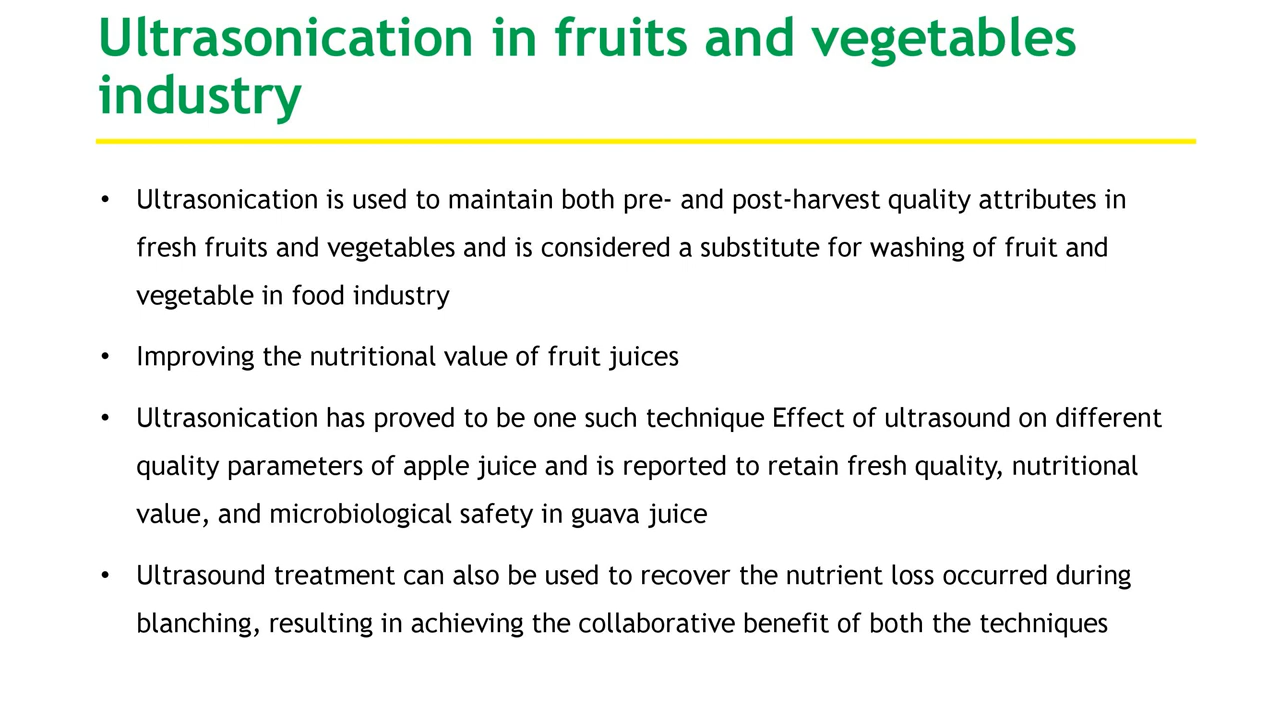 Ultrasonication in fruits and vegetables
industry
• Ultrasonication is used to maintain both pre- and post-harvest quality attributes in
fresh fruits and vegetables and is considered a substitute for washing of fruit and
vegetable in food industry
• Improving the nutritional value of fruit juices
• Ultrasonication has proved to be one such technique Effect of ultrasound on different
quality parameters of apple juice and is reported to retain fresh quality, nutritional
value, and microbiological safety in guava juice
• Ultrasound treatment can also be used to recover the nutrient loss occurred during
blanching, resulting in achieving the collaborative benefit of both the techniques